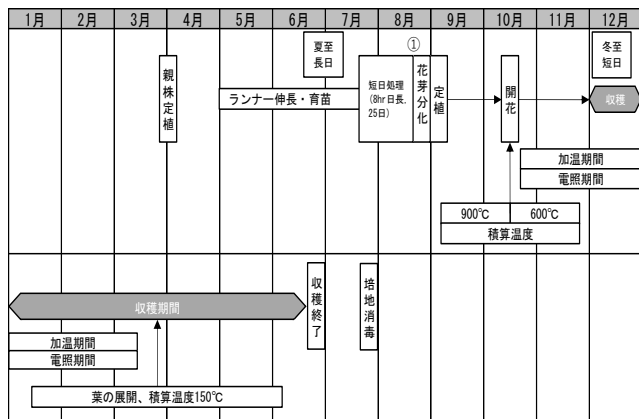 1月 2月 3月 4月 5月 6月 7月 8月 9月 10月 11月 12月
夏至
長日
①
冬至
短日
親株定植
ランナー伸長・育苗
短日処理
(8hr日長、
25日)
花芽分化
定植
開花
収穫
加温期間
電照期間
900℃ 600℃
積算温度
収穫期間
収穫終了
培地消毒
加温期間
電照期間
葉の展開、積算温度150℃